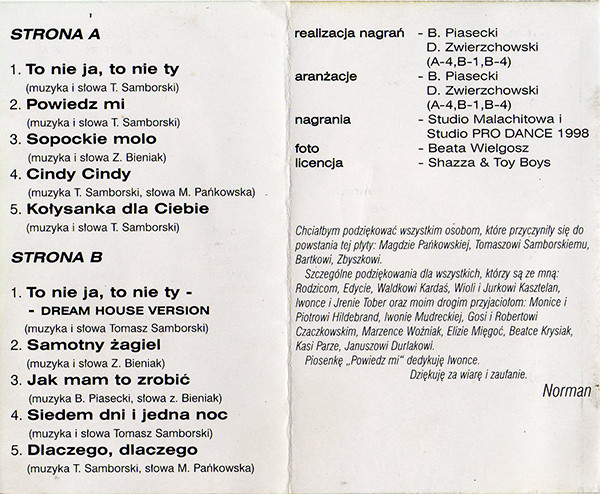 STRONA A
1. To nie ja, to nie ty
(muzyka i słowa T. Samborski)
2. Powiedz mi
(muzyka i słowa T. Samborski)
3. Sopockie molo
(muzyka i słowa Z. Bieniak)
4. Cindy Cindy
(muzyka T. Samborski, słowa M. Pańkowska)
5. Kołysanka dla Ciebie
(muzyka i słowa T. Samborski)
STRONA B
1. To nie ja, to nie ty -
- DREAM HOUSE VERSION
(muzyka i słowa Tomasz Samborski)
2. Samotny żagiel
(muzyka i słowa Z. Bieniak)
3. Jak mam to zrobić
(muzyka B. Piasecki, słowa z. Bieniak)
4. Siedem dni i jedna noc
(muzyka i słowa Tomasz Samborski)
5. Dlaczego, dlaczego
(muzyka T. Samborski, słowa M. Pańkowska)
realizacja nagrań - B. Piasecki
D. Zwierzchowski
(A-4,B-1,B-4)
aranżacje - B. Piasecki
D. Zwierzchowski
(A-4,B-1,B-4)
nagrania - Studio Malachitowa i
Studio PRO DANCE 1998
foto - Beata Wielgosz
licencja - Shazza & Toy Boys
Chciałbym podziękować wszystkim osobom, które przyczyniły się do
powstania tej płyty: Magdzie Pańkowskiej, Tomaszowi Samborskiemu,
Bartkowi, Zbyszkowi.
Szczególne podziękowania dla wszystkich, którzy są ze mną:
Rodzicom, Edycie, Waldkowi Kardaś, Wioli i Jurkowi Kasztelan,
Iwonce i Jrenie Tober oraz moim drogim przyjaciołom: Monice i
Piotrowi Hildebrand, Iwonie Mudreckiej, Gosi i Robertowi
Czaczkowskim, Marzence Woźniak, Elizie Mięgoć, Beatce Krysiak,
Kasi Parze, Januszowi Durlakowi.
Piosenkę „Powiedz mi" dedykuję Iwonce.
Dziękuję za wiarę i zaufanie.
Norman